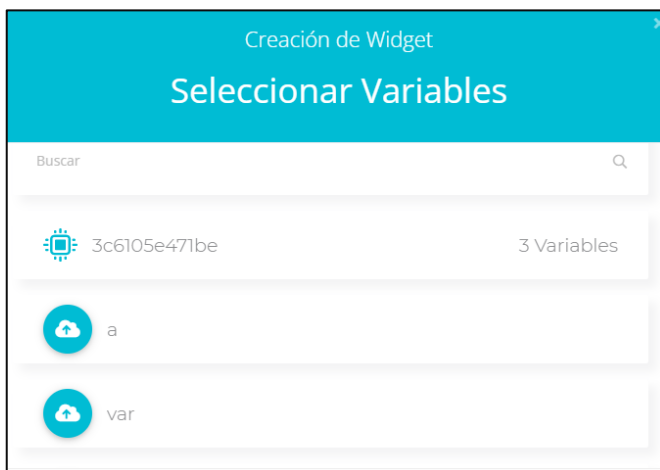 Creación de Widget
Seleccionar Variables
Buscar
3c6105e471be 3 Variables
a
var